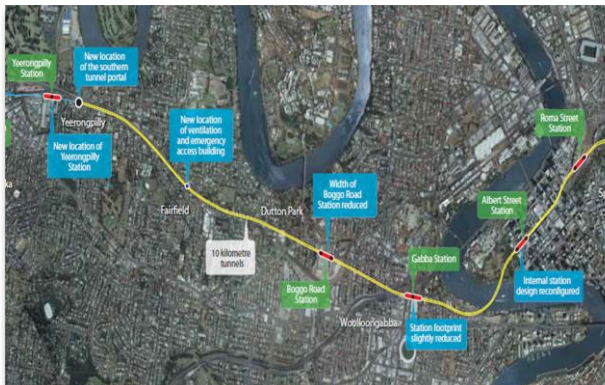 Yeerongpilly
Station
New location
of the southern
tunnel portal
Yeerongpilly
New location of
Yeerongpilly
Station
ka
New location
of ventilation
and emergency
access building
Fairfield
Dutton Park
10 kilometre
tunnels
Width of
Boggo Road
Station reduced
Boggo Road
Station
Gabba Station
Woolloongabba
Station footprint
slightly reduced
Albert Street
Station
Roma Street
Station
Internal station
design reconfigured